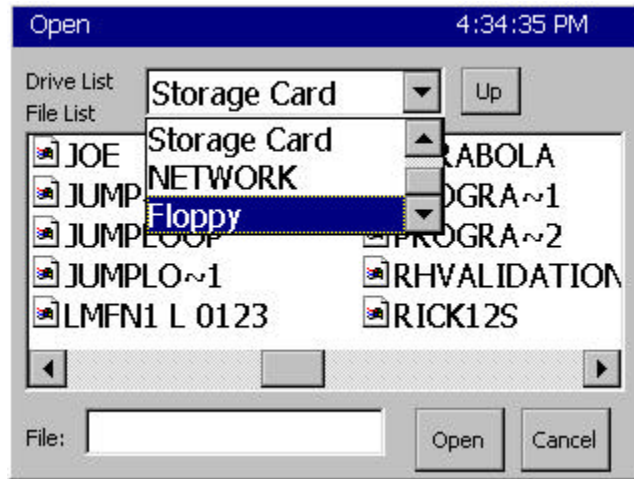 Open 4:34:35 PM
Drive List Storage Card Up
File List
Storage Card
NETWORK
Floppy
JOE RABOLA
JUMP OGRA~1
JUMPLOOP PROGRA~2
JUMPLO~1 RHVALIDATION
LMFN1 L 0123 RICK12S
File: Open Cancel